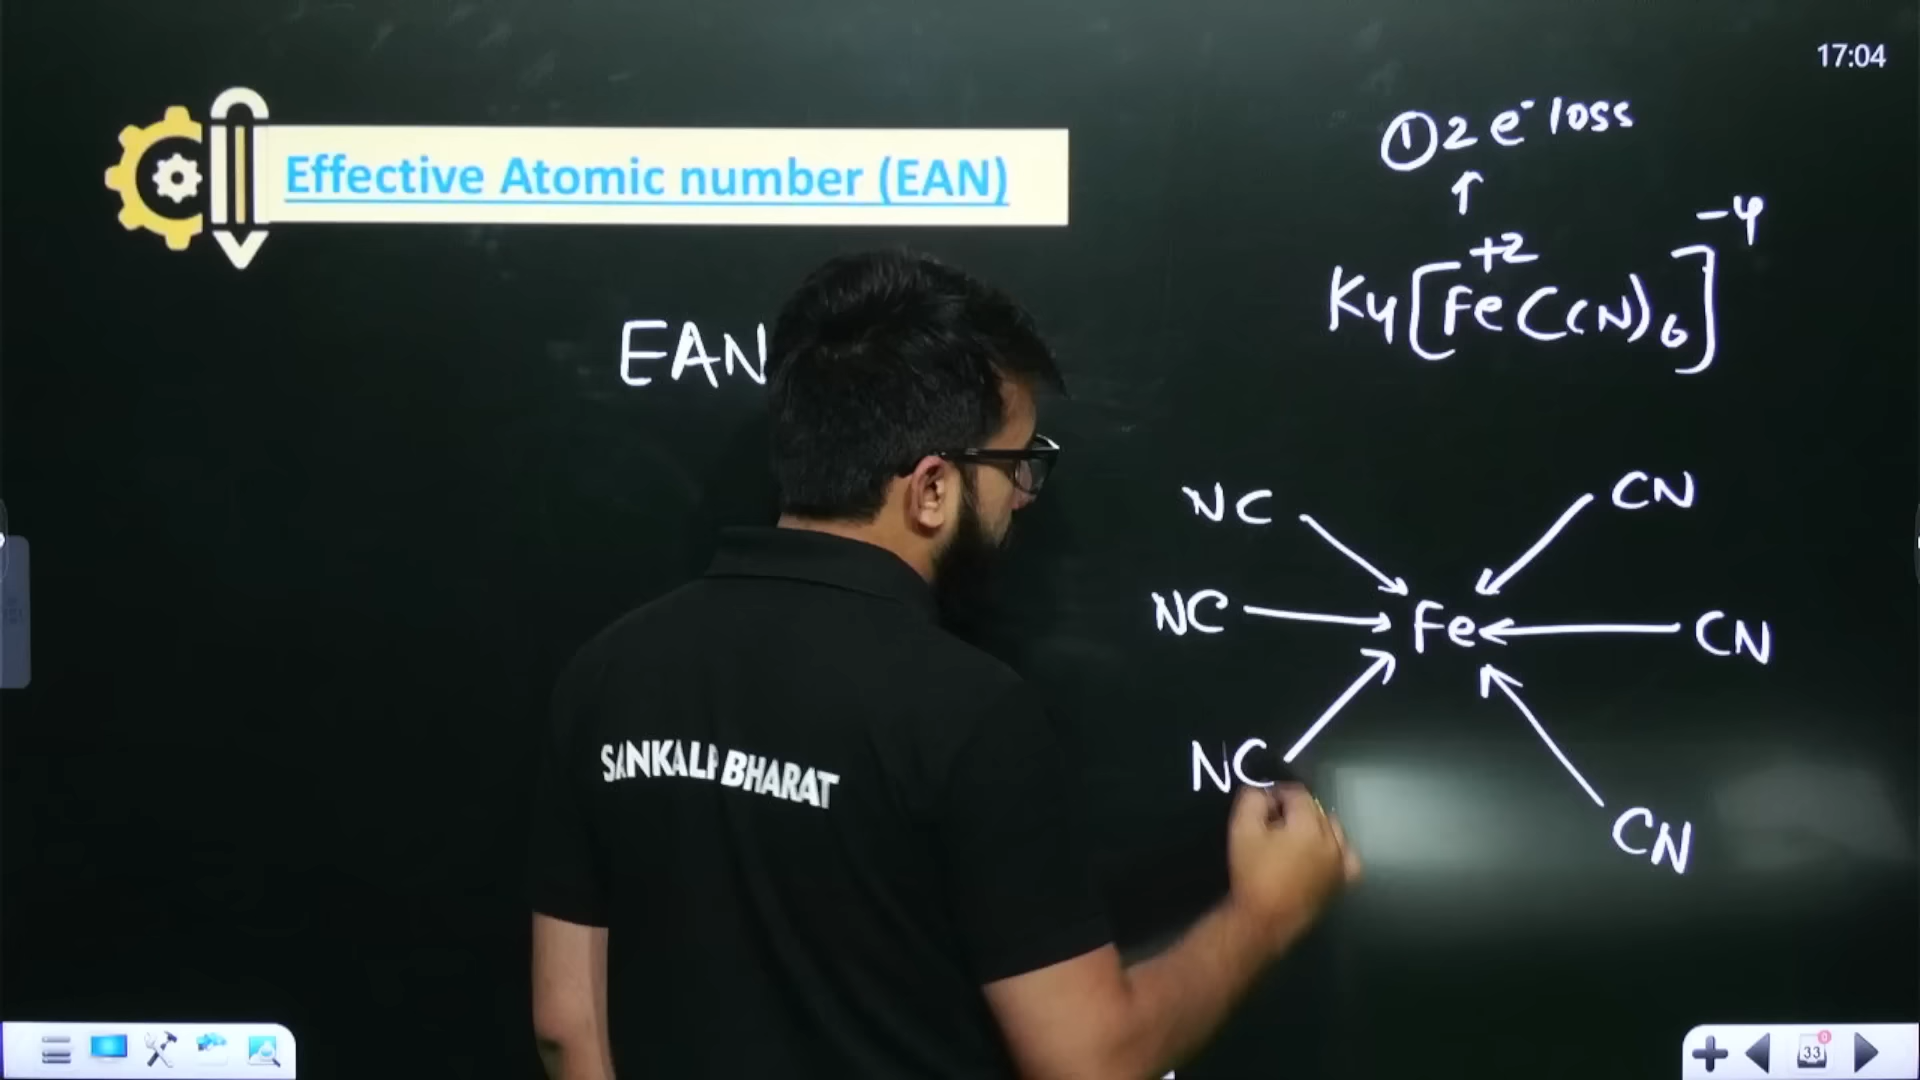 17:04
Effective Atomic number (EAN)
① 2 e⁻ loss
↑
+2
K4[Fe(CN)6]⁻⁴
EAN
NC
CN
NC → Fe ← CN
NC
CN
SANKALP BHARAT
33
0